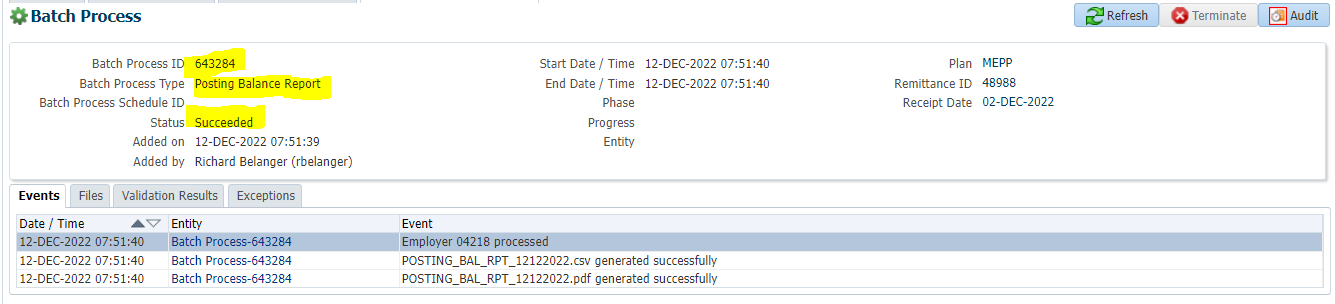 Batch Process
Refresh Terminate Audit
Batch Process ID 643284 Start Date / Time 12-DEC-2022 07:51:40 Plan MEPP
Batch Process Type Posting Balance Report End Date / Time 12-DEC-2022 07:51:40 Remittance ID 48988
Batch Process Schedule ID Phase Receipt Date 02-DEC-2022
Status Succeeded Progress
Added on 12-DEC-2022 07:51:39 Entity
Added by Richard Belanger (rbelanger)
Events Files Validation Results Exceptions
Date / Time Entity Event
12-DEC-2022 07:51:40 Batch Process-643284 Employer 04218 processed
12-DEC-2022 07:51:40 Batch Process-643284 POSTING_BAL_RPT_12122022.csv generated successfully
12-DEC-2022 07:51:40 Batch Process-643284 POSTING_BAL_RPT_12122022.pdf generated successfully